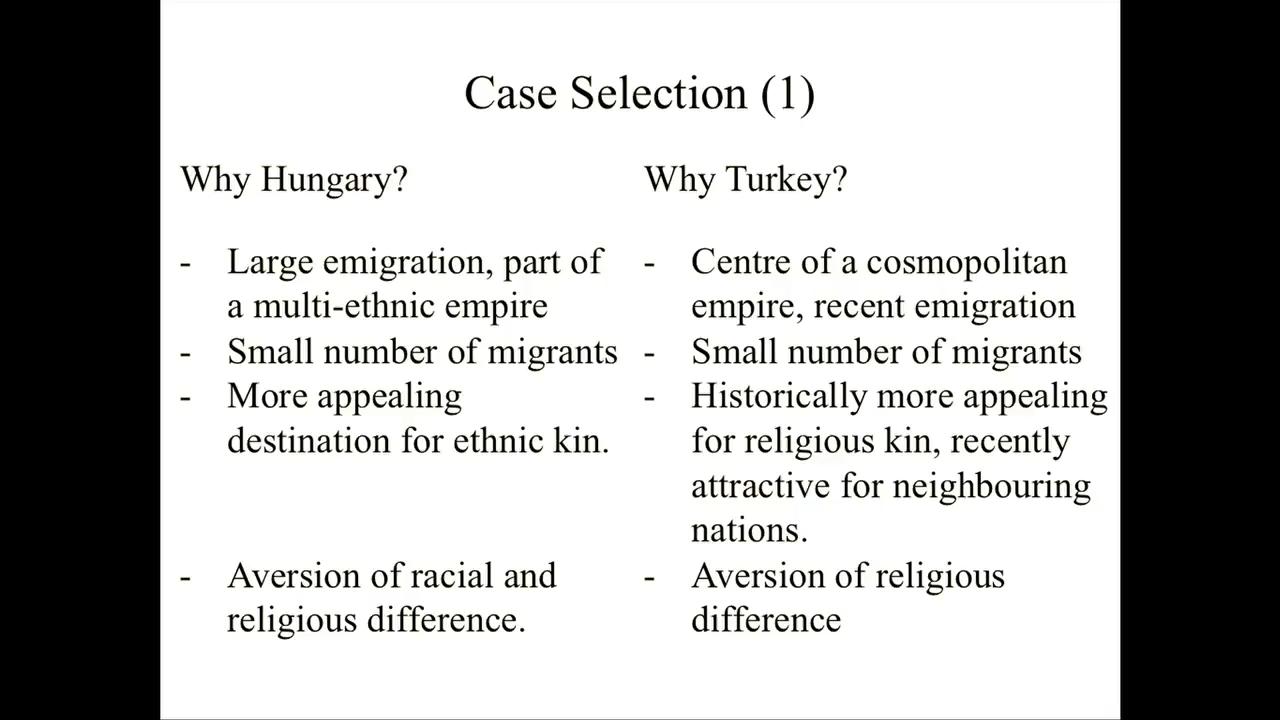 Case Selection (1)
Why Hungary?
- Large emigration, part of
a multi-ethnic empire
- Small number of migrants
- More appealing
destination for ethnic kin.
- Aversion of racial and
religious difference.
Why Turkey?
- Centre of a cosmopolitan
empire, recent emigration
- Small number of migrants
- Historically more appealing
for religious kin, recently
attractive for neighbouring
nations.
- Aversion of religious
difference